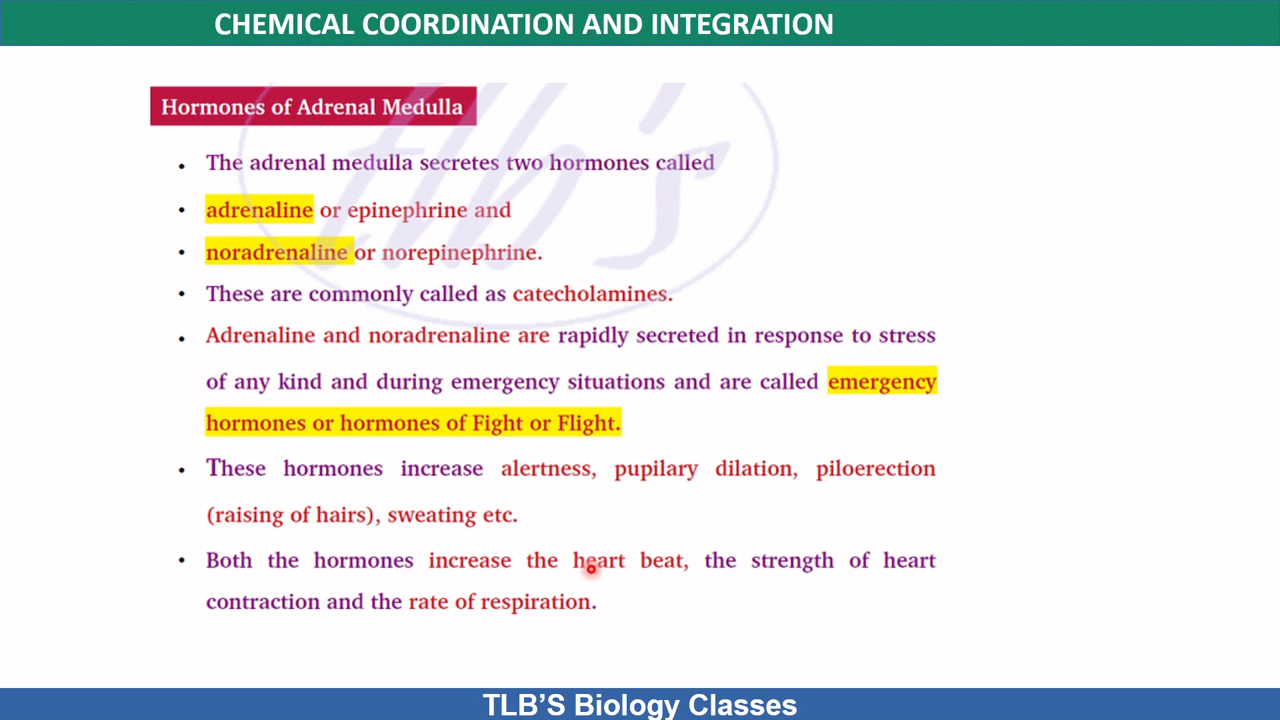 CHEMICAL COORDINATION AND INTEGRATION
Hormones of Adrenal Medulla
tlb's
• The adrenal medulla secretes two hormones called
• adrenaline or epinephrine and
• noradrenaline or norepinephrine.
• These are commonly called as catecholamines.
• Adrenaline and noradrenaline are rapidly secreted in response to stress
of any kind and during emergency situations and are called emergency
hormones or hormones of Fight or Flight.
• These hormones increase alertness, pupilary dilation, piloerection
(raising of hairs), sweating etc.
• Both the hormones increase the heart beat, the strength of heart
contraction and the rate of respiration.
TLB'S Biology Classes